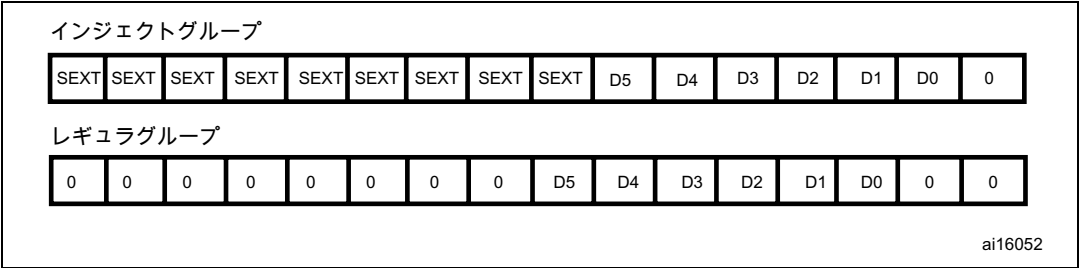 インジェクトグループ
SEXT SEXT SEXT SEXT SEXT SEXT SEXT SEXT SEXT D5 D4 D3 D2 D1 D0 0
レギュラグループ
0 0 0 0 0 0 0 0 D5 D4 D3 D2 D1 D0 0 0
ai16052